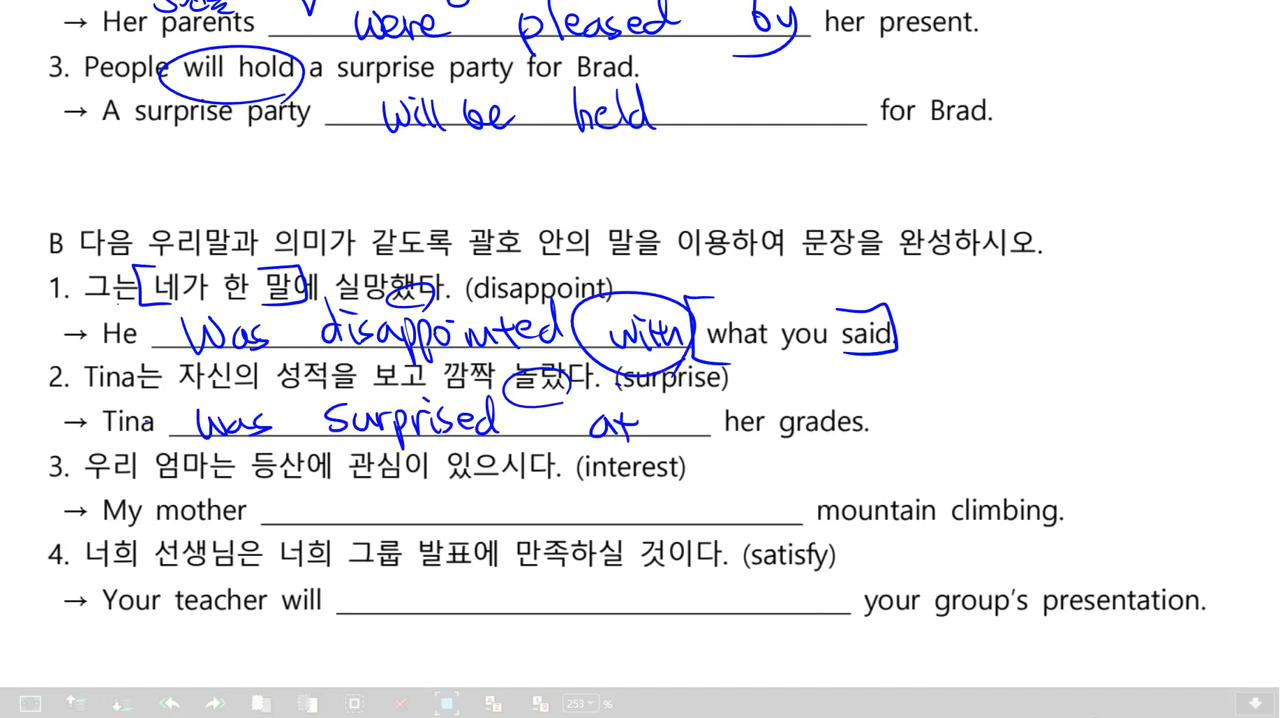 → Her parents were pleased by her present.
3. People will hold a surprise party for Brad.
→ A surprise party will be held for Brad.
B 다음 우리말과 의미가 같도록 괄호 안의 말을 이용하여 문장을 완성하시오.
1. 그는 네가 한 말에 실망했다. (disappoint)
→ He was disappointed with what you said.
2. Tina는 자신의 성적을 보고 깜짝 놀랐다. (surprise)
→ Tina was surprised at her grades.
3. 우리 엄마는 등산에 관심이 있으시다. (interest)
→ My mother mountain climbing.
4. 너희 선생님은 너희 그룹 발표에 만족하실 것이다. (satisfy)
→ Your teacher will your group's presentation.
253 %